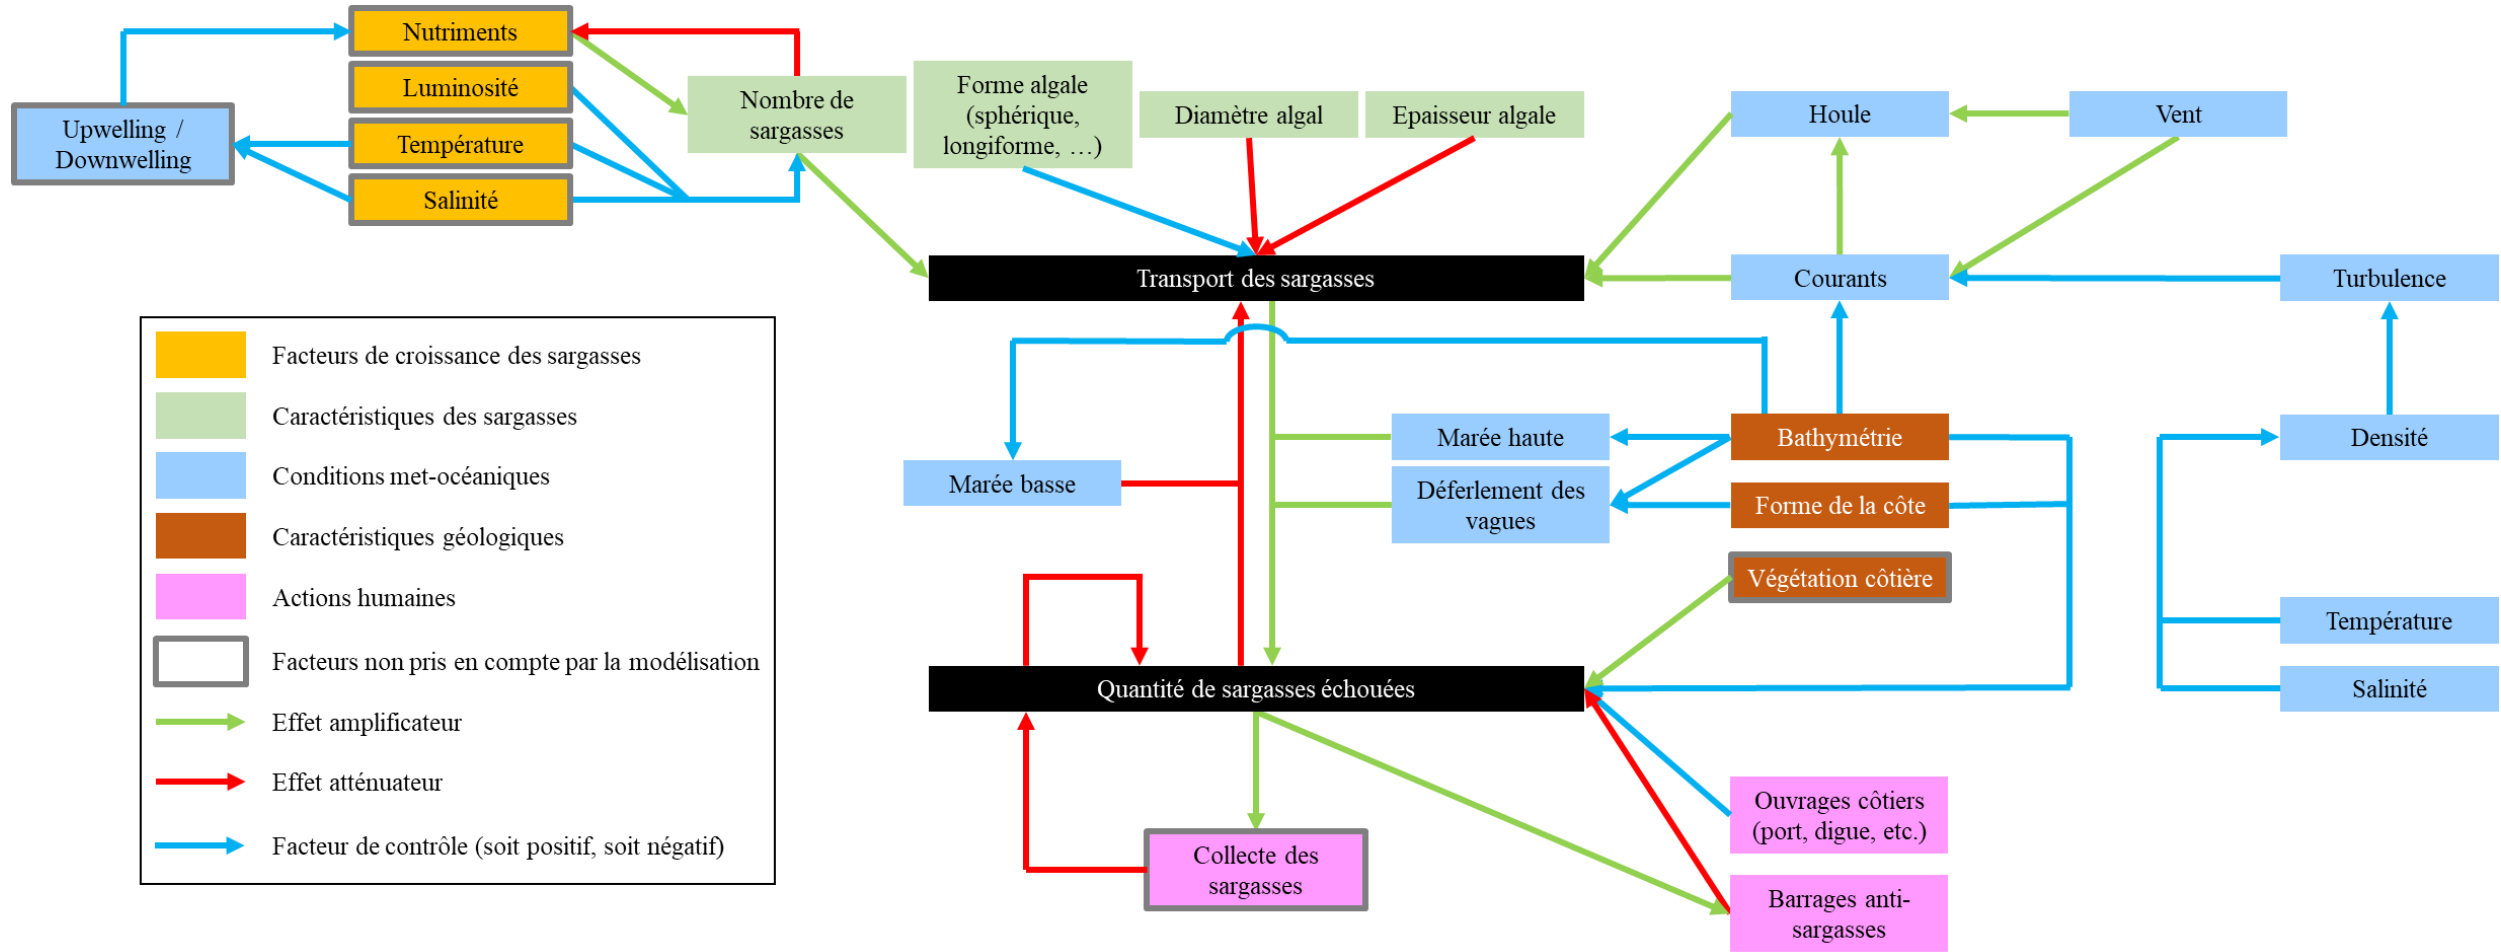 Nutriments
Luminosité
Température
Salinité
Upwelling /
Downwelling
Nombre de
sargasses
Forme algale
(sphérique,
longiforme, …)
Diamètre algal
Epaisseur algale
Houle
Vent
Transport des sargasses
Courants
Turbulence
Facteurs de croissance des sargasses
Caractéristiques des sargasses
Conditions met-océaniques
Caractéristiques géologiques
Actions humaines
Facteurs non pris en compte par la modélisation
Effet amplificateur
Effet atténuateur
Facteur de contrôle (soit positif, soit négatif)
Marée basse
Marée haute
Déferlement des
vagues
Bathymétrie
Forme de la côte
Végétation côtière
Densité
Température
Salinité
Quantité de sargasses échouées
Collecte des
sargasses
Ouvrages côtiers
(port, digue, etc.)
Barrages anti-
sargasses